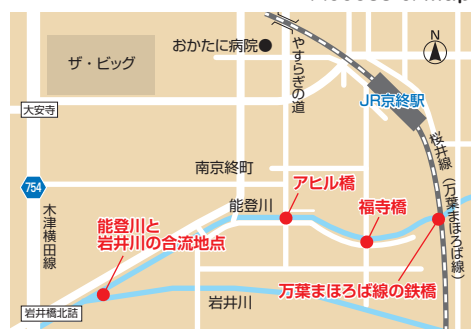 N
おかたに病院
やすらぎの道
ザ・ビッグ
JR京終駅
大安寺
桜井線(万葉まほろば線)
南京終町
754
アヒル橋
能登川
福寺橋
木津横田線
能登川と
岩井川の合流地点
万葉まほろば線の鉄橋
岩井川
岩井橋北詰